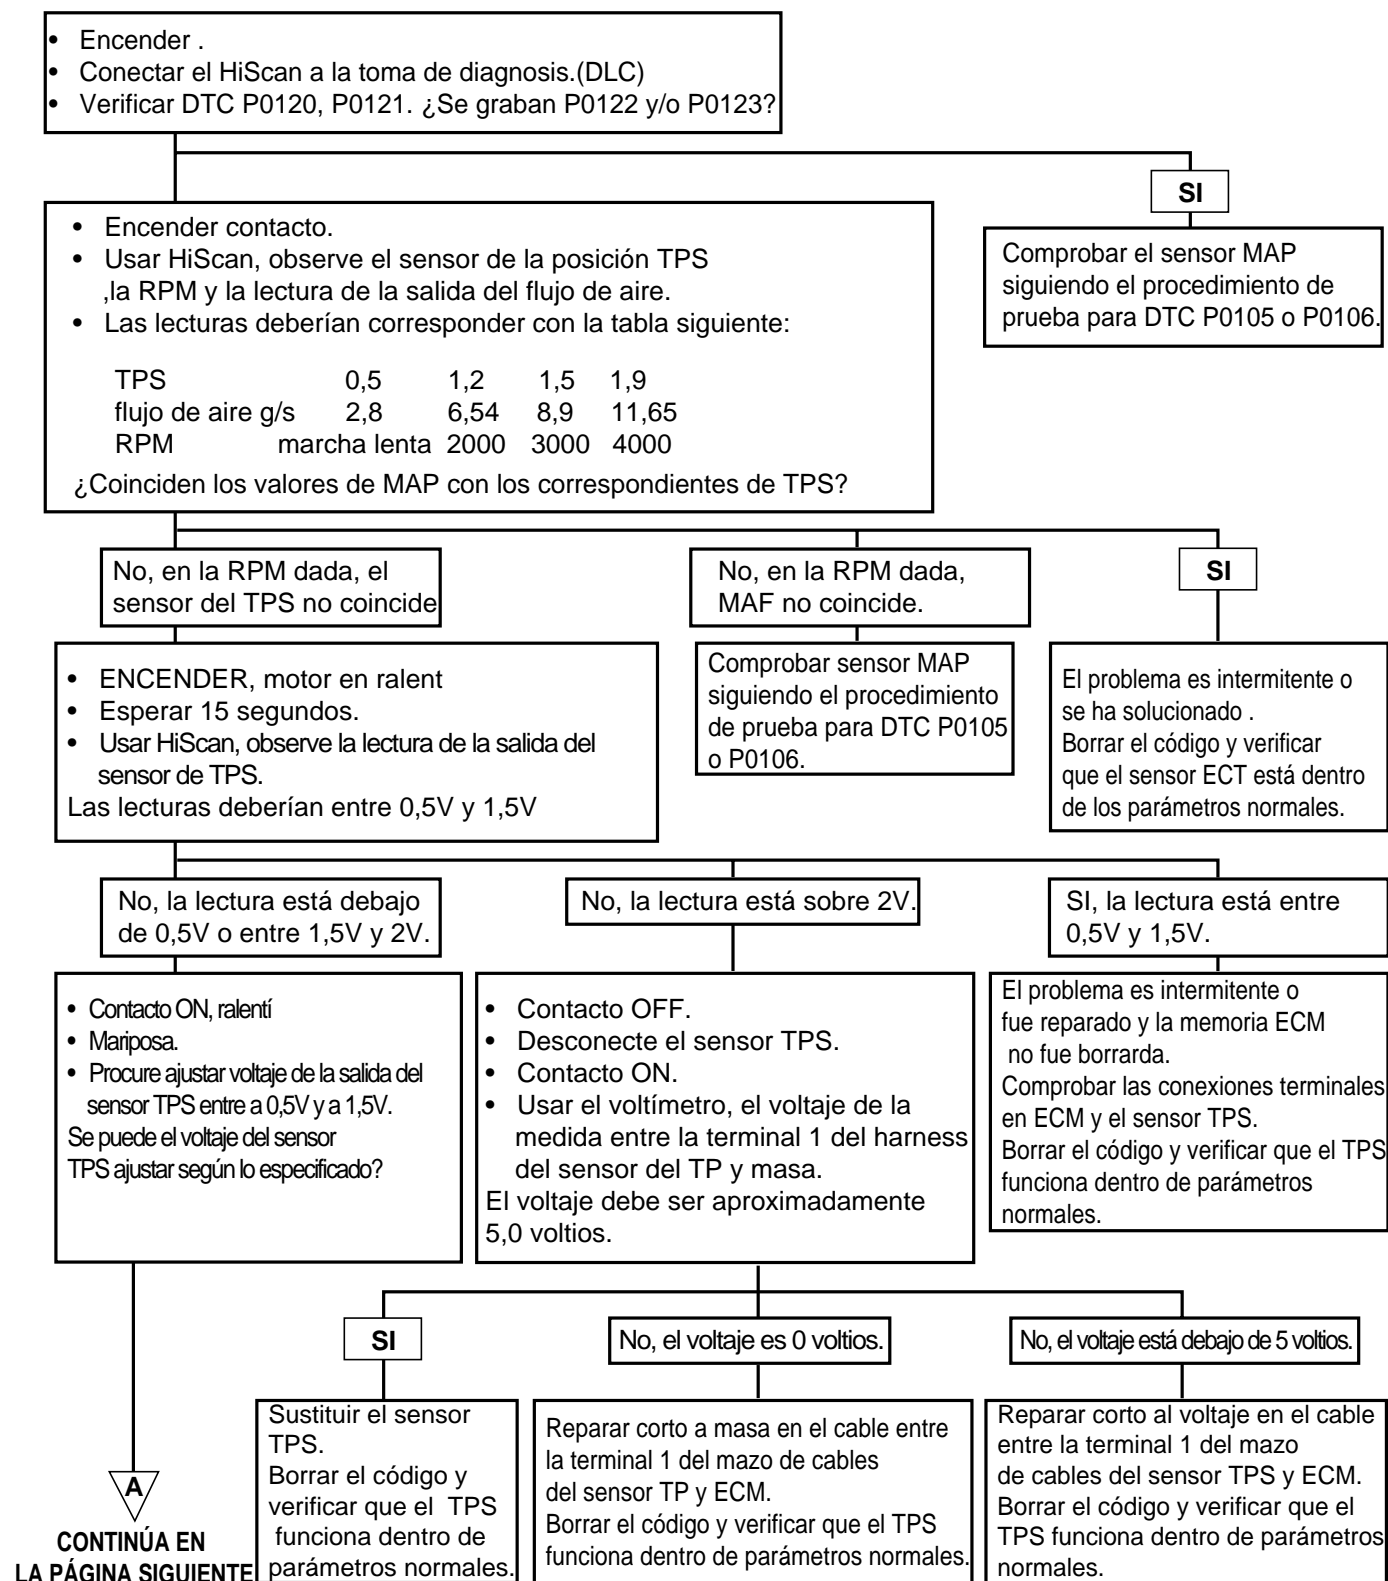 • Encender .
• Conectar el HiScan a la toma de diagnosis.(DLC)
• Verificar DTC P0120, P0121. ¿Se graban P0122 y/o P0123?
SI
Comprobar el sensor MAP
siguiendo el procedimiento de
prueba para DTC P0105 o P0106.
• Encender contacto.
• Usar HiScan, observe el sensor de la posición TPS
,la RPM y la lectura de la salida del flujo de aire.
• Las lecturas deberían corresponder con la tabla siguiente:
TPS 0,5 1,2 1,5 1,9
flujo de aire g/s 2,8 6,54 8,9 11,65
RPM marcha lenta 2000 3000 4000
¿Coinciden los valores de MAP con los correspondientes de TPS?
No, en la RPM dada, el
sensor del TPS no coincide
No, en la RPM dada,
MAF no coincide.
SI
• ENCENDER, motor en ralent
• Esperar 15 segundos.
• Usar HiScan, observe la lectura de la salida del
sensor de TPS.
Las lecturas deberían entre 0,5V y 1,5V
Comprobar sensor MAP
siguiendo el procedimiento
de prueba para DTC P0105
o P0106.
El problema es intermitente o
se ha solucionado .
Borrar el código y verificar
que el sensor ECT está dentro
de los parámetros normales.
No, la lectura está debajo
de 0,5V o entre 1,5V y 2V.
No, la lectura está sobre 2V.
SI, la lectura está entre
0,5V y 1,5V.
• Contacto ON, ralentí
• Mariposa.
• Procure ajustar voltaje de la salida del
sensor TPS entre a 0,5V y a 1,5V.
Se puede el voltaje del sensor
TPS ajustar según lo especificado?
• Contacto OFF.
• Desconecte el sensor TPS.
• Contacto ON.
• Usar el voltímetro, el voltaje de la
medida entre la terminal 1 del harness
del sensor del TP y masa.
El voltaje debe ser aproximadamente
5,0 voltios.
El problema es intermitente o
fue reparado y la memoria ECM
no fue borrarda.
Comprobar las conexiones terminales
en ECM y el sensor TPS.
Borrar el código y verificar que el TPS
funciona dentro de parámetros
normales.
SI
No, el voltaje es 0 voltios.
No, el voltaje está debajo de 5 voltios.
A
CONTINÚA EN
LA PÁGINA SIGUIENTE
Sustituir el sensor
TPS.
Borrar el código y
verificar que el TPS
funciona dentro de
parámetros normales.
Reparar corto a masa en el cable entre
la terminal 1 del mazo de cables
del sensor TP y ECM.
Borrar el código y verificar que el TPS
funciona dentro de parámetros normales.
Reparar corto al voltaje en el cable
entre la terminal 1 del mazo
de cables del sensor TPS y ECM.
Borrar el código y verificar que el
TPS funciona dentro de parámetros
normales.